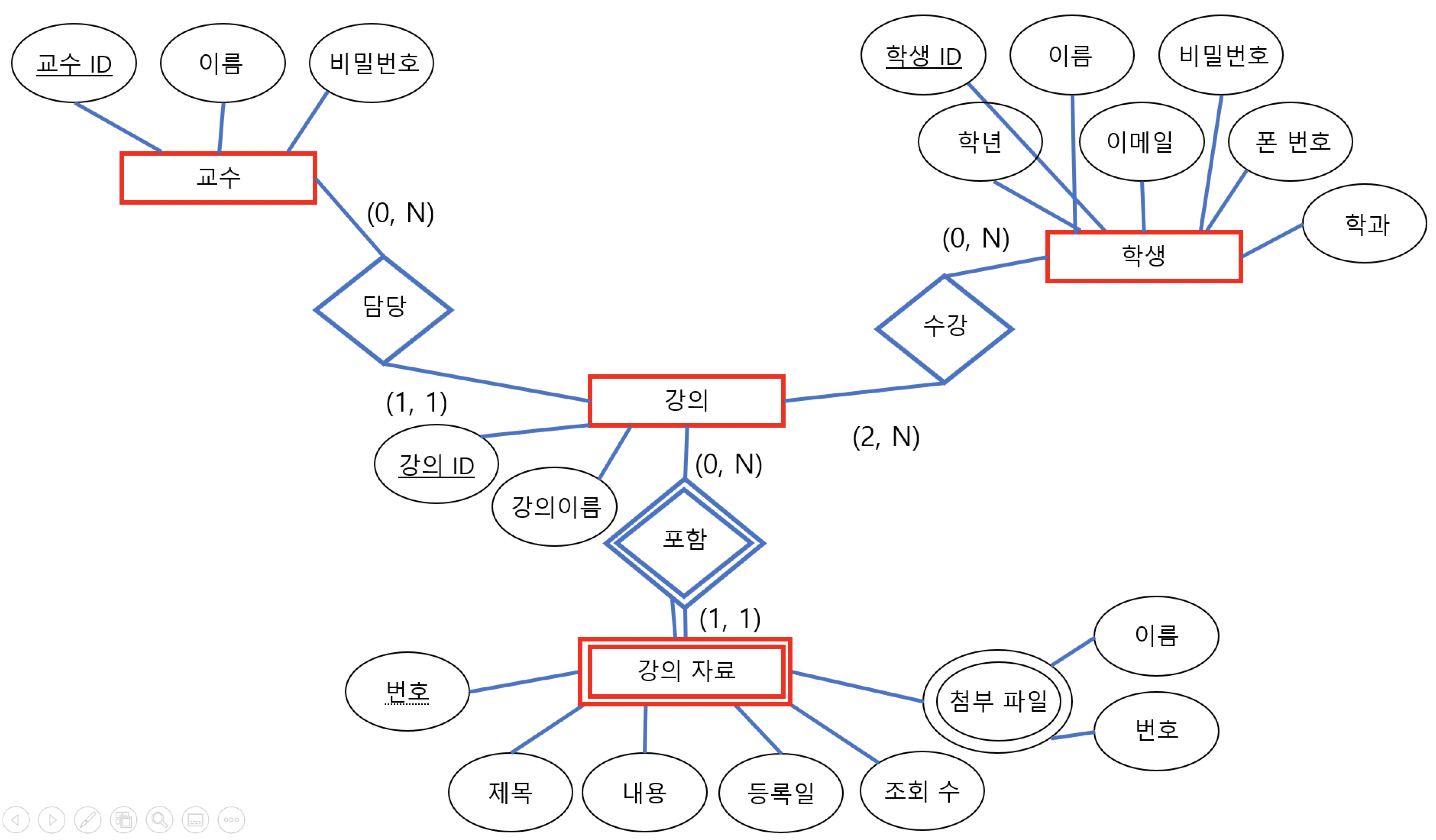 교수 ID
이름
비밀번호
교수
(0, N)
담당
(1, 1)
학생 ID
이름
비밀번호
학년
이메일
폰 번호
학과
학생
(0, N)
수강
(2, N)
강의
강의 ID
강의이름
(0, N)
포함
(1, 1)
강의 자료
번호
제목
내용
등록일
조회 수
첨부 파일
이름
번호